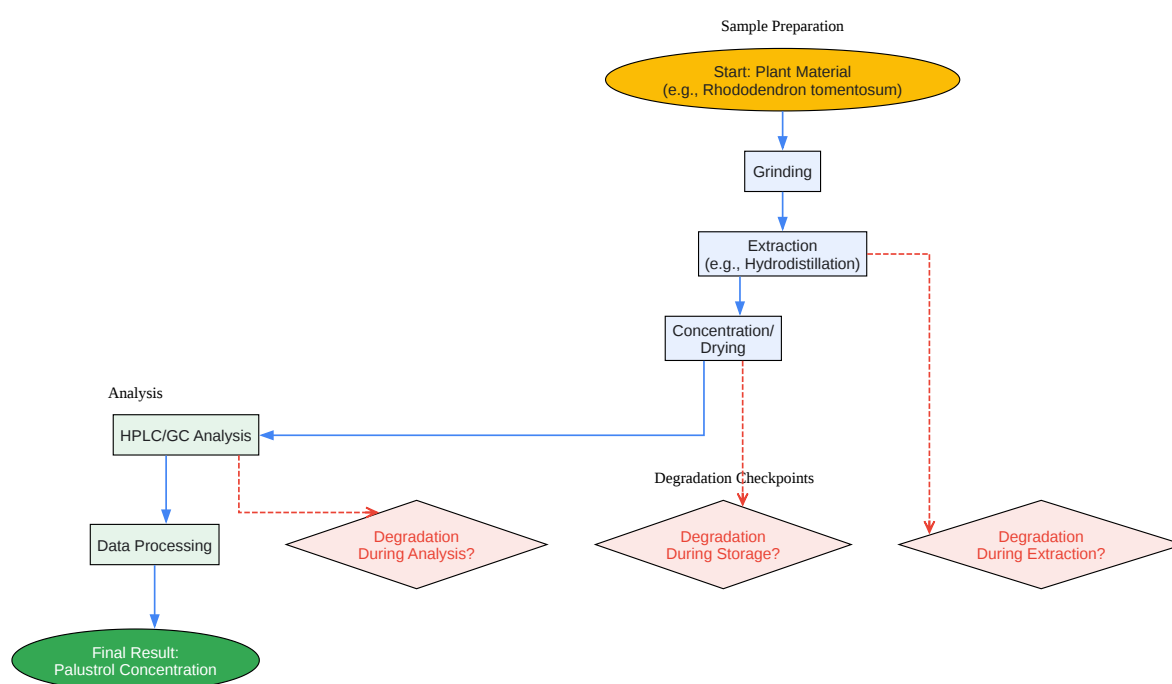 Sample Preparation
Start: Plant Material
(e.g., Rhododendron tomentosum)
Grinding
Extraction
(e.g., Hydrodistillation)
Concentration/
Drying
Analysis
HPLC/GC Analysis
Degradation Checkpoints
Degradation
During Analysis?
Degradation
During Storage?
Degradation
During Extraction?
Data Processing
Final Result:
Palustrol Concentration